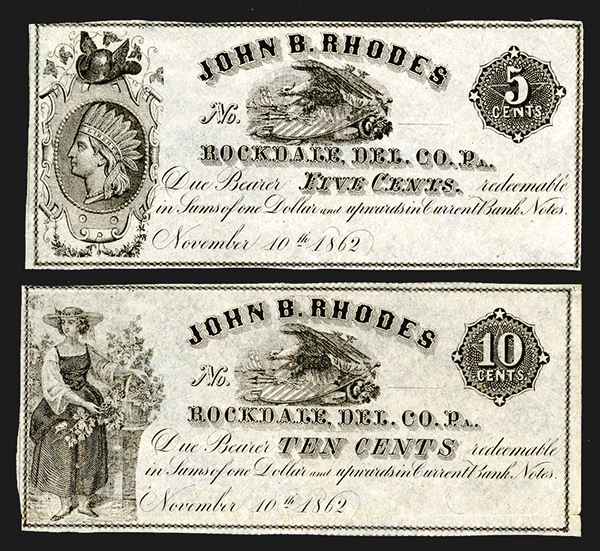 JOHN B. RHODES
5
CENTS.
No.
ROCKDALE, DEL. CO. PA.
Due Bearer FIVE CENTS. redeemable
in Sums of one Dollar and upwards in Current Bank Notes.
November 10th 1862
JOHN B. RHODES
10
CENTS.
No.
ROCKDALE, DEL. CO. PA.
Due Bearer TEN CENTS redeemable
in Sums of one Dollar and upwards in Current Bank Notes.
November 10th 1862